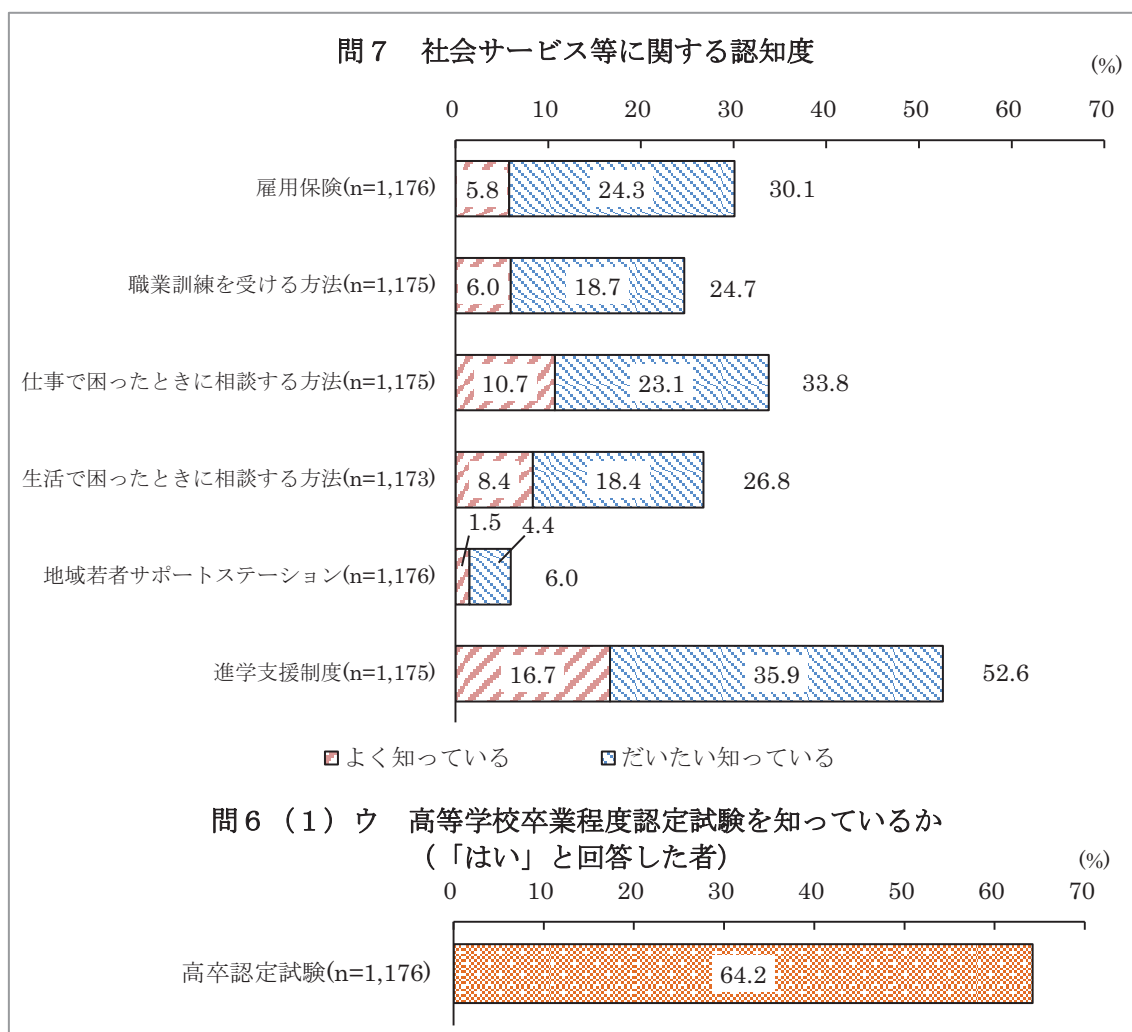 問７　社会サービス等に関する認知度
(%)
0 10 20 30 40 50 60 70
雇用保険(n=1,176) 5.8 24.3 30.1
職業訓練を受ける方法(n=1,175) 6.0 18.7 24.7
仕事で困ったときに相談する方法(n=1,175) 10.7 23.1 33.8
生活で困ったときに相談する方法(n=1,173) 8.4 18.4 26.8
地域若者サポートステーション(n=1,176) 1.5 4.4 6.0
進学支援制度(n=1,175) 16.7 35.9 52.6
よく知っている だいたい知っている
問６（１）ウ　高等学校卒業程度認定試験を知っているか
（「はい」と回答した者）
(%)
0 10 20 30 40 50 60 70
高卒認定試験(n=1,176) 64.2